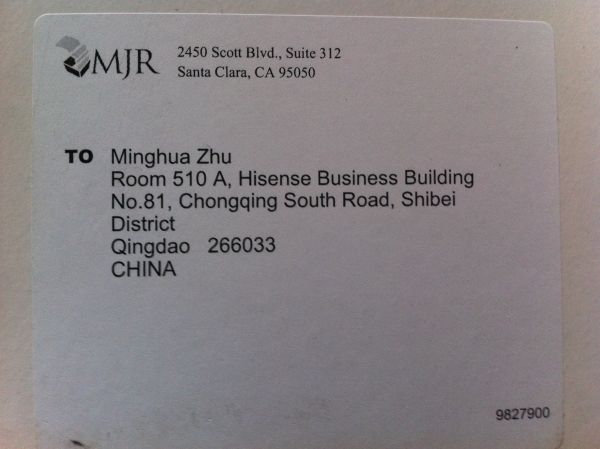 MJR
2450 Scott Blvd., Suite 312
Santa Clara, CA 95050
TO Minghua Zhu
Room 510 A, Hisense Business Building
No.81, Chongqing South Road, Shibei
District
Qingdao 266033
CHINA
9827900